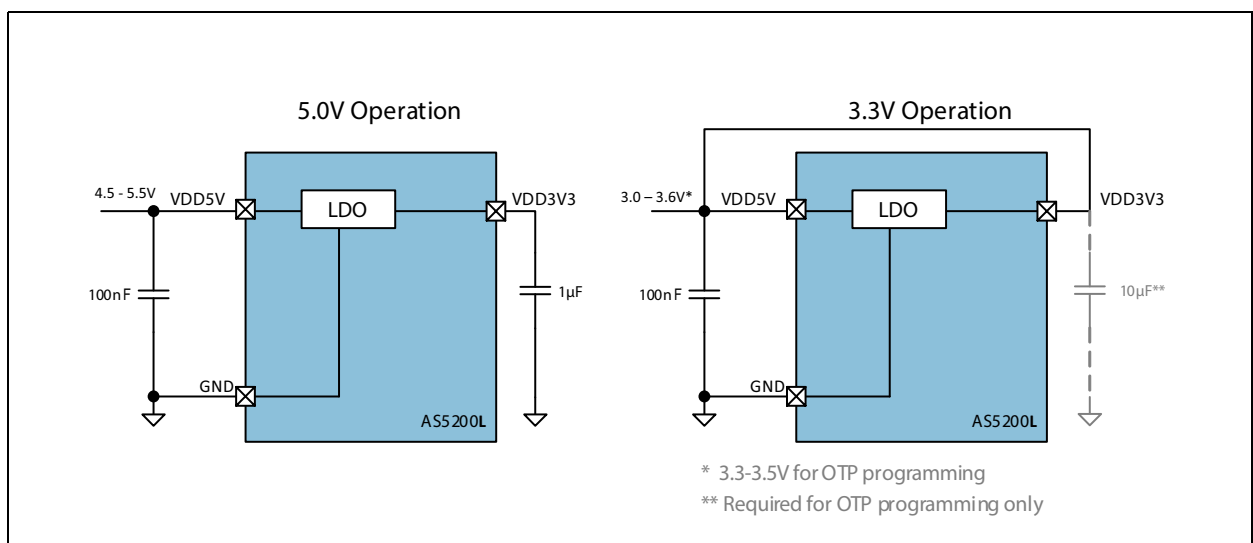 5.0V Operation
4.5 - 5.5V
VDD5V
LDO
VDD3V3
100nF
1µF
GND
AS5200L
3.3V Operation
3.0 – 3.6V*
VDD5V
LDO
VDD3V3
100nF
10µF**
GND
AS5200L
* 3.3-3.5V for OTP programming
** Required for OTP programming only